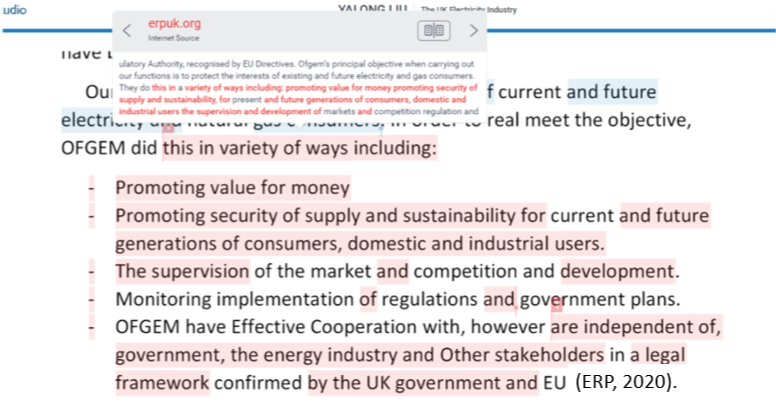 udio YALONG LIU The UK Electricity Industry
erpuk.org
Internet Source
ulatory Authority, recognised by EU Directives. Ofgem's principal objective when carrying out
our functions is to protect the interests of existing and future electricity and gas consumers.
They do this in a variety of ways including: promoting value for money promoting security of
supply and sustainability, for present and future generations of consumers, domestic and
industrial users the supervision and development of markets and competition regulation and
have
Ou f current and future
electricity and natural gas consumers. In order to real meet the objective,
OFGEM did this in variety of ways including:
- Promoting value for money
- Promoting security of supply and sustainability for current and future
generations of consumers, domestic and industrial users.
- The supervision of the market and competition and development.
- Monitoring implementation of regulations and government plans.
- OFGEM have Effective Cooperation with, however are independent of,
government, the energy industry and Other stakeholders in a legal
framework confirmed by the UK government and EU (ERP, 2020).